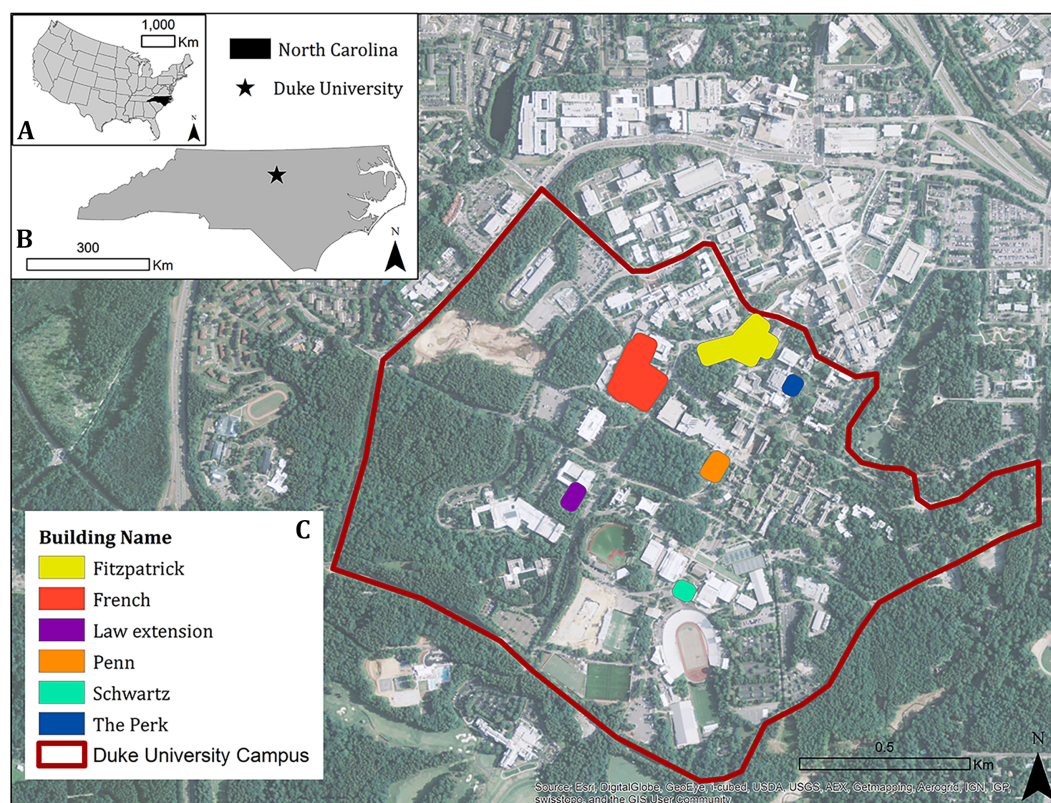 1,000
Km
North Carolina
Duke University
N
A
B
300
Km
N
C
Building Name
Fitzpatrick
French
Law extension
Penn
Schwartz
The Perk
Duke University Campus
N
0.5
Km
Source: Esri, DigitalGlobe, GeoEye, i-cubed, USDA, USGS, AEX, Getmapping, Aerogrid, IGN, IGP,
swisstopo, and the GIS User Community